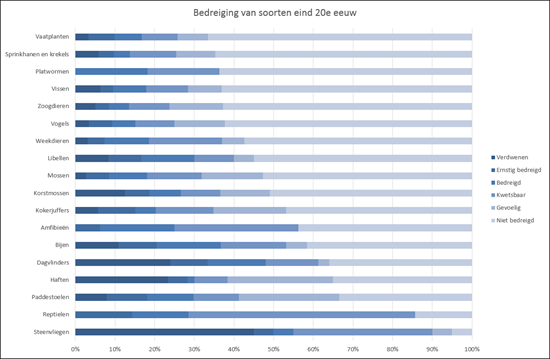 Bedreiging van soorten eind 20e eeuw
Vaatplanten
Sprinkhanen en krekels
Platwormen
Vissen
Zoogdieren
Vogels
Weekdieren
Libellen
Mossen
Korstmossen
Kokerjuffers
Amfibieën
Bijen
Dagvlinders
Haften
Paddestoelen
Reptielen
Steenvliegen
0% 10% 20% 30% 40% 50% 60% 70% 80% 90% 100%
Verdwenen
Ernstig bedreigd
Bedreigd
Kwetsbaar
Gevoelig
Niet bedreigd